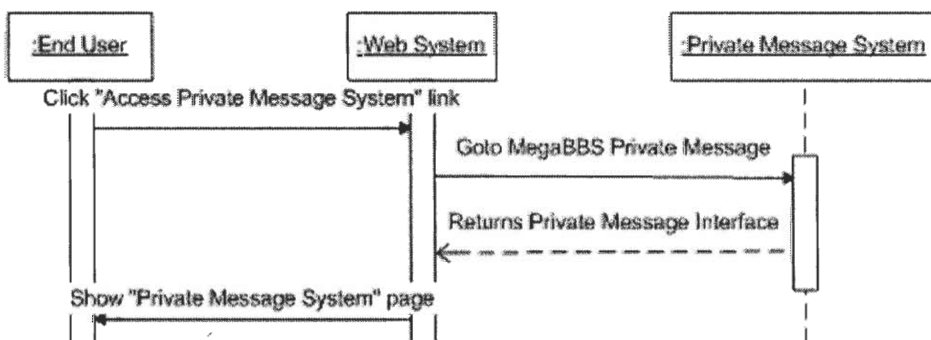 :End User
:Web System
:Private Message System
Click "Access Private Message System" link
Goto MegaBBS Private Message
Returns Private Message Interface
Show "Private Message System" page